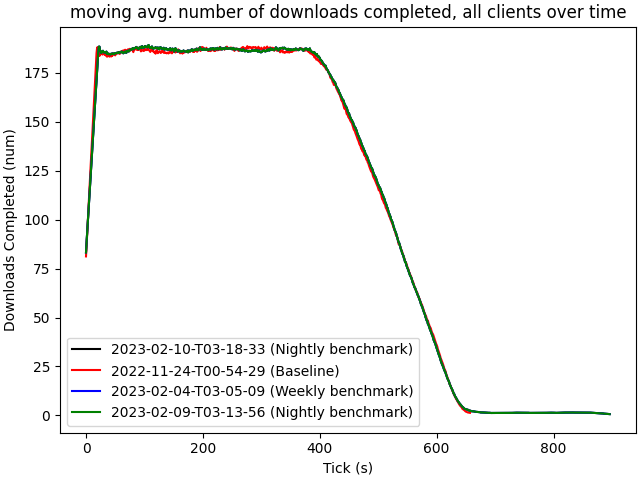 moving avg. number of downloads completed, all clients over time
Downloads Completed (num)
175
150
125
100
75
50
25
0
2023-02-10-T03-18-33 (Nightly benchmark)
2022-11-24-T00-54-29 (Baseline)
2023-02-04-T03-05-09 (Weekly benchmark)
2023-02-09-T03-13-56 (Nightly benchmark)
0 200 400 600 800
Tick (s)